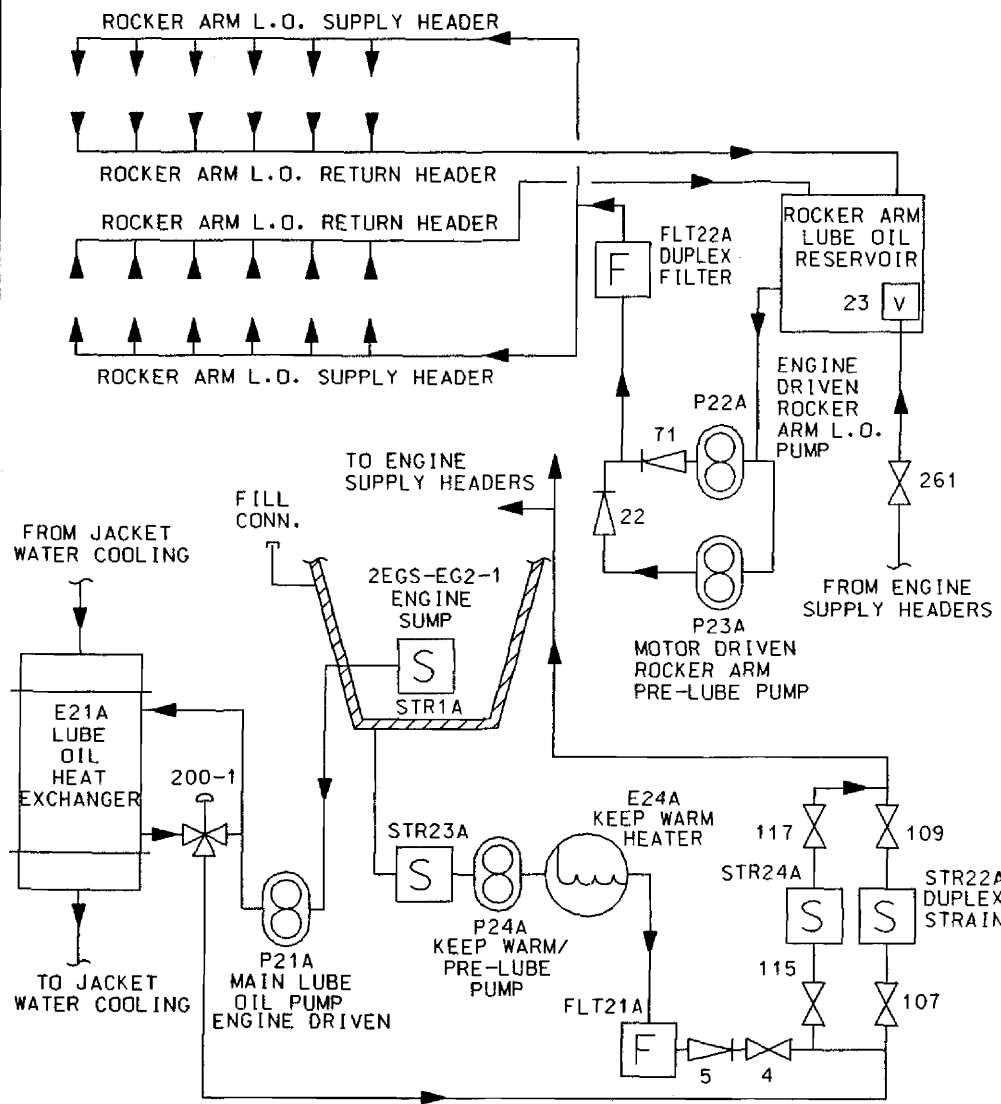 ROCKER ARM L.O. SUPPLY HEADER
ROCKER ARM L.O. RETURN HEADER
ROCKER ARM L.O. RETURN HEADER
ROCKER ARM L.O. SUPPLY HEADER
FLT22A
DUPLEX
FILTER
F
ROCKER ARM
LUBE OIL
RESERVOIR
23
V
ENGINE
DRIVEN
ROCKER
ARM L.O.
PUMP
P22A
71
22
261
FROM ENGINE
SUPPLY HEADERS
P23A
MOTOR DRIVEN
ROCKER ARM
PRE-LUBE PUMP
TO ENGINE
SUPPLY HEADERS
FILL
CONN.
FROM JACKET
WATER COOLING
2EGS-EG2-1
ENGINE
SUMP
S
STR1A
E21A
LUBE
OIL
HEAT
EXCHANGER
200-1
TO JACKET
WATER COOLING
P21A
MAIN LUBE
OIL PUMP
ENGINE DRIVEN
STR23A
S
P24A
KEEP WARM/
PRE-LUBE
PUMP
E24A
KEEP WARM
HEATER
FLT21A
F
5
4
117
109
STR24A
S
S
STR22A
DUPLEX
STRAIN
115
107